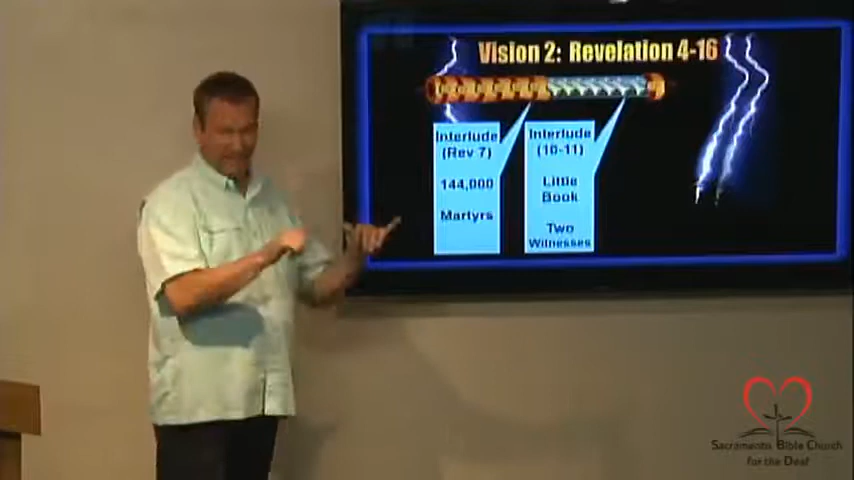 Vision 2: Revelation 4-16
Interlude
(Rev 7)
144,000
Martyrs
Interlude
(10-11)
Little
Book
Two
Witnesses
Sacramento Bible Church
for the Deaf